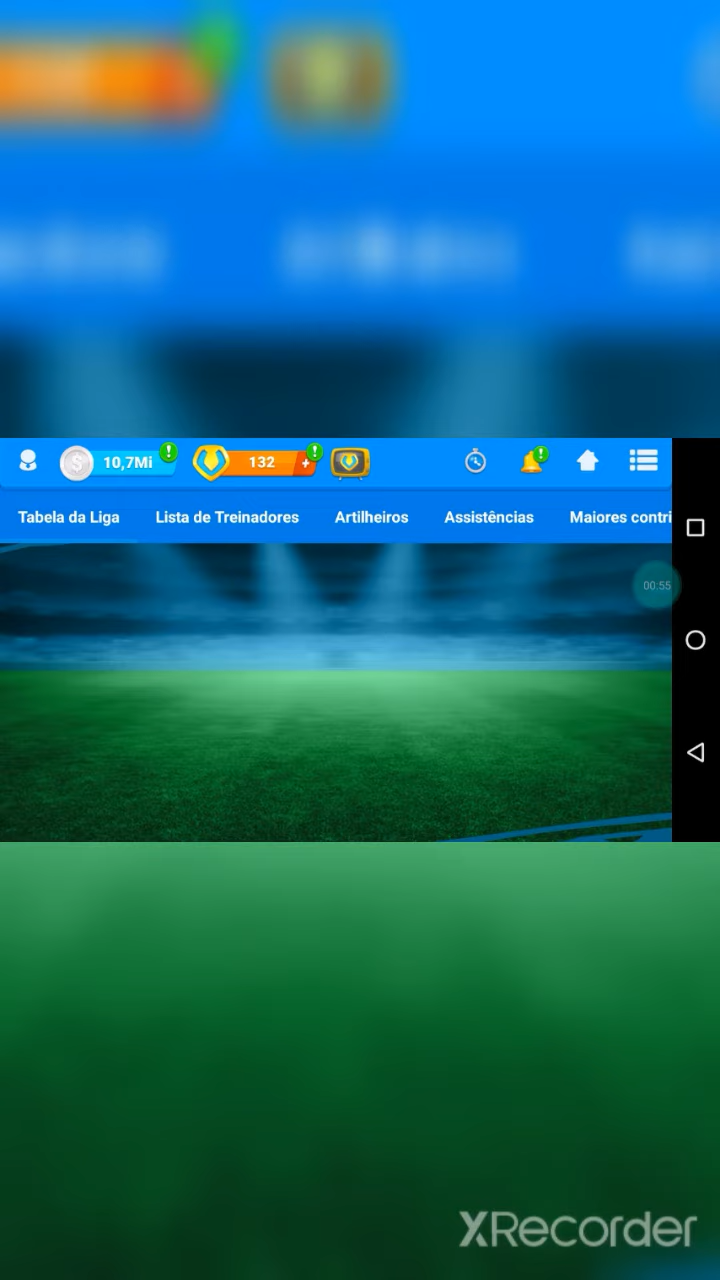 10,7Mi 132
Tabela da Liga Lista de Treinadores Artilheiros Assistências Maiores contri
00:55
XRecorder